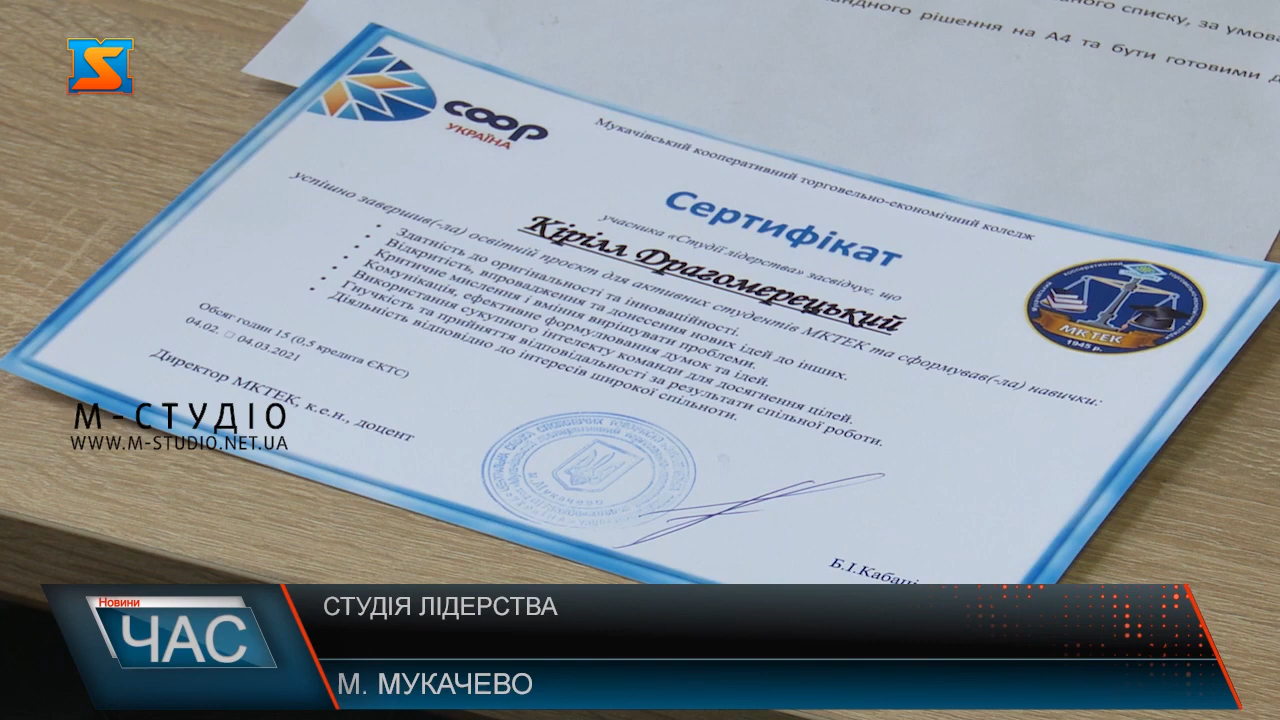 аного списку, за умова
андного рішення на А4 та бути готовими д
coop
УКРАЇНА
Мукачівський кооперативний торговельно-економічний коледж
Сертифікат
учасника «Студії лідерства» засвідчує, що
Кірілл Драгомерецький
успішно завершив(-ла) освітній проєкт для активних студентів МКТЕК та сформував(-ла) навички:
• Здатність до оригінальності та інноваційності.
• Відкритість, впровадження та донесення нових ідей до інших.
• Критичне мислення і вміння вирішувати проблеми.
• Комунікація, ефективне формулювання думок та ідей.
• Використання сукупного інтелекту команди для досягнення цілей.
• Гнучкість та прийняття відповідальності за результати спільної роботи.
• Діяльність відповідно до інтересів широкої спільноти.
Обсяг годин 15 (0,5 кредита ЄКТС)
04.02. □ 04.03.2021
Директор МКТЕК, к.е.н., доцент
Б.І.Кабаці
МКТЕК
1945 р.
м.Мукачево
М-СТУДІО
WWW.M-STUDIO.NET.UA
Новини
ЧАС
СТУДІЯ ЛІДЕРСТВА
М. МУКАЧЕВО